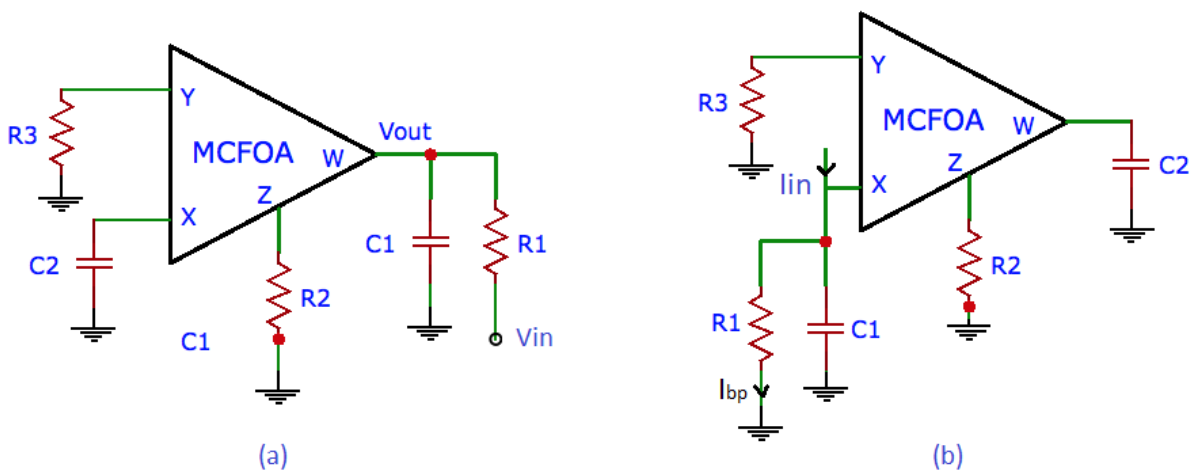 Y
R3
MCFOA
Vout
W
Z
X
C2
C1
R1
R2
C1
Vin
(a)
Y
R3
MCFOA
W
Iin
X
Z
C2
R2
R1
C1
Ibp
(b)